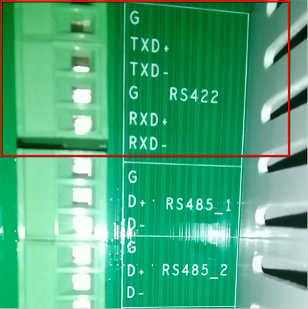 G
TXD+
TXD-
G RS422
RXD+
RXD-
G
D+ RS485_1
D-
G
D+ RS485_2
D-